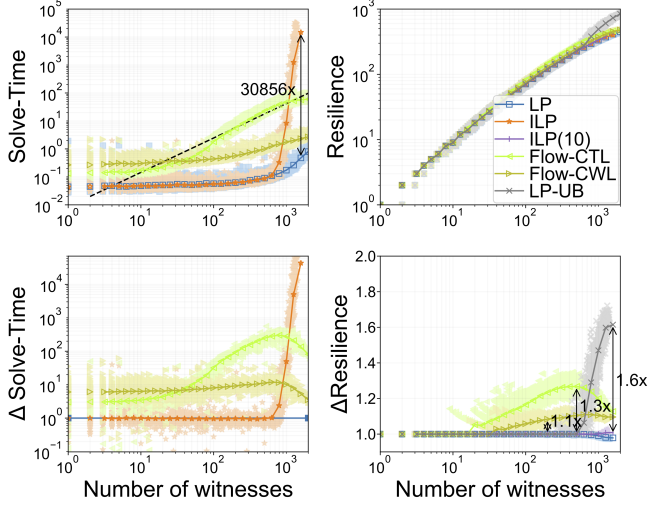 Solve-Time
10^5
10^4
10^3
10^2
10^1
10^0
10^-1
10^-2
30856x
10^0
10^1
10^2
10^3
Resilience
10^3
10^2
10^1
10^0
LP
ILP
ILP(10)
Flow-CTL
Flow-CWL
LP-UB
10^0
10^1
10^2
10^3
Δ Solve-Time
10^4
10^3
10^2
10^1
10^0
10^-1
10^0
10^1
10^2
10^3
Number of witnesses
ΔResilience
2.0
1.8
1.6
1.4
1.2
1.0
1.6x
1.3x
1.1x
10^0
10^1
10^2
10^3
Number of witnesses